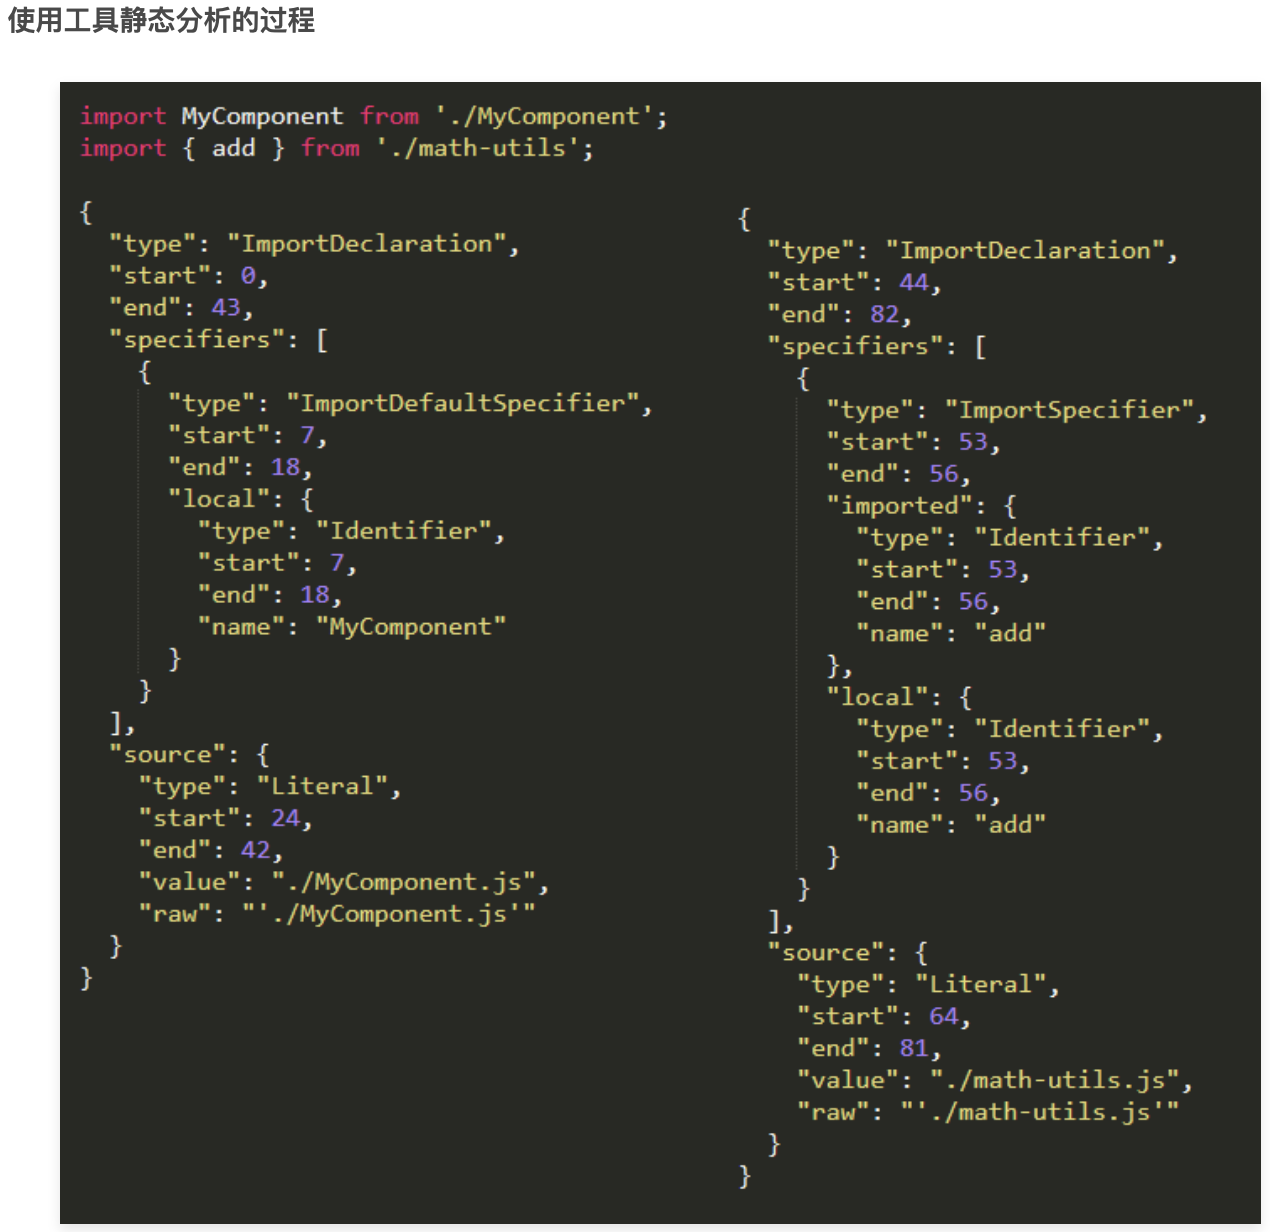 使用工具静态分析的过程
import MyComponent from './MyComponent';
import { add } from './math-utils';
{
  "type": "ImportDeclaration",
  "start": 0,
  "end": 43,
  "specifiers": [
    {
      "type": "ImportDefaultSpecifier",
      "start": 7,
      "end": 18,
      "local": {
        "type": "Identifier",
        "start": 7,
        "end": 18,
        "name": "MyComponent"
      }
    }
  ],
  "source": {
    "type": "Literal",
    "start": 24,
    "end": 42,
    "value": "./MyComponent.js",
    "raw": "'./MyComponent.js'"
  }
}
{
  "type": "ImportDeclaration",
  "start": 44,
  "end": 82,
  "specifiers": [
    {
      "type": "ImportSpecifier",
      "start": 53,
      "end": 56,
      "imported": {
        "type": "Identifier",
        "start": 53,
        "end": 56,
        "name": "add"
      },
      "local": {
        "type": "Identifier",
        "start": 53,
        "end": 56,
        "name": "add"
      }
    }
  ],
  "source": {
    "type": "Literal",
    "start": 64,
    "end": 81,
    "value": "./math-utils.js",
    "raw": "'./math-utils.js'"
  }
}